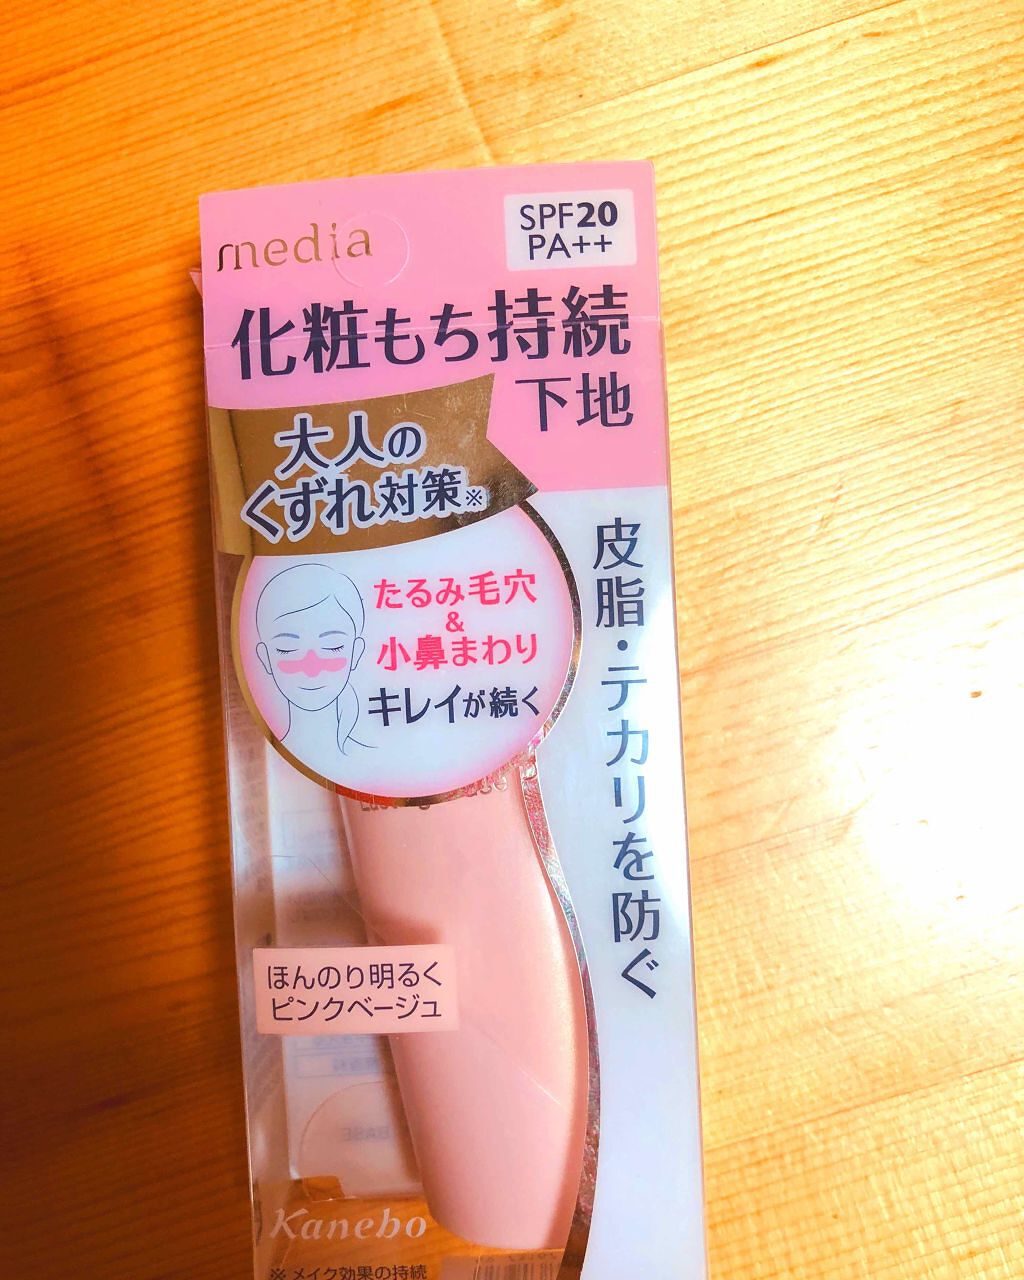 media
SPF20
PA++
化粧もち持続
下地
大人の
くずれ対策※
たるみ毛穴
&
小鼻まわり
キレイが続く
皮脂・テカリを防ぐ
ほんのり明るく
ピンクベージュ
BASE
Kanebo
※メイク効果の持続